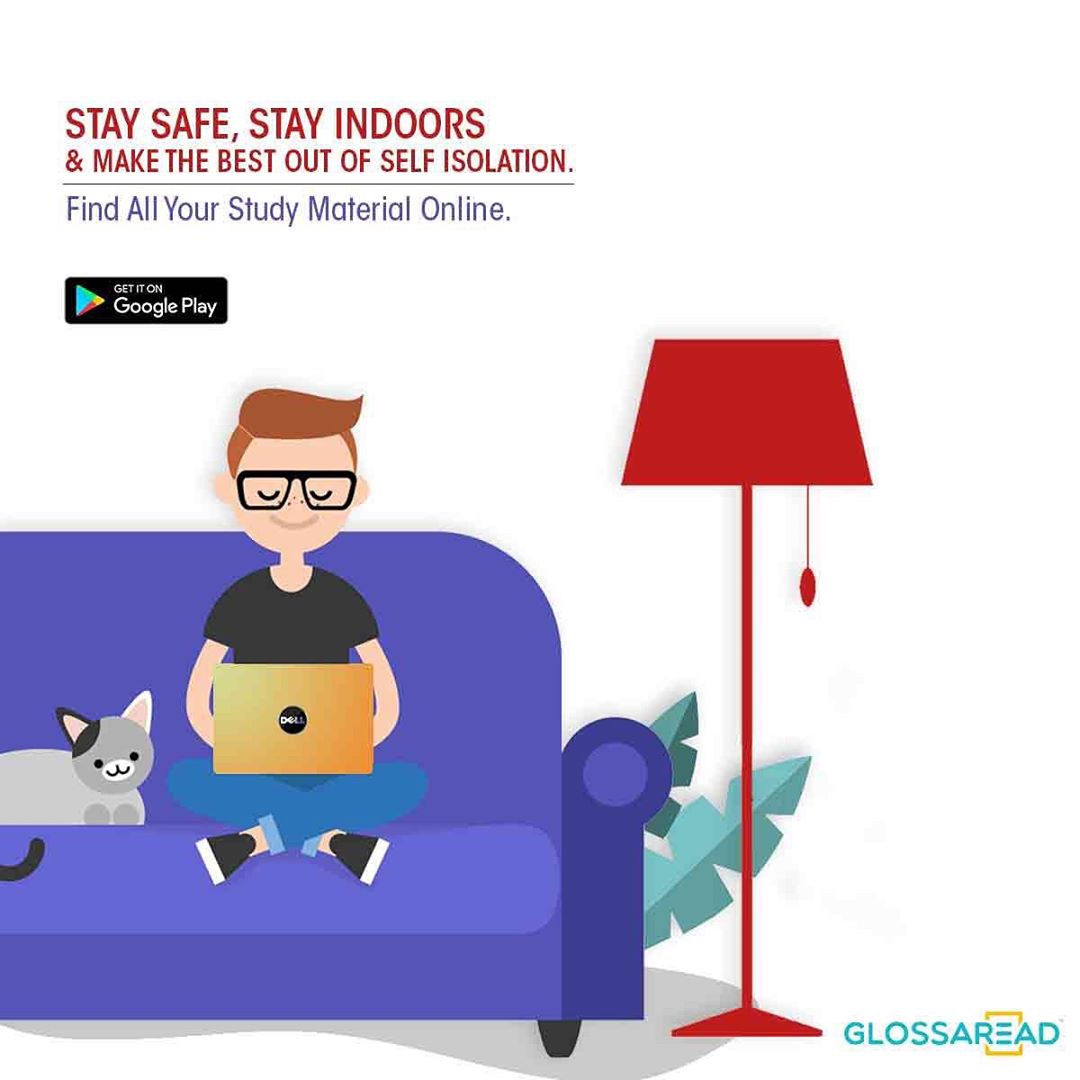 STAY SAFE, STAY INDOORS
& MAKE THE BEST OUT OF SELF ISOLATION.
Find All Your Study Material Online.
GET IT ON
Google Play
DELL
GLOSSAREAD